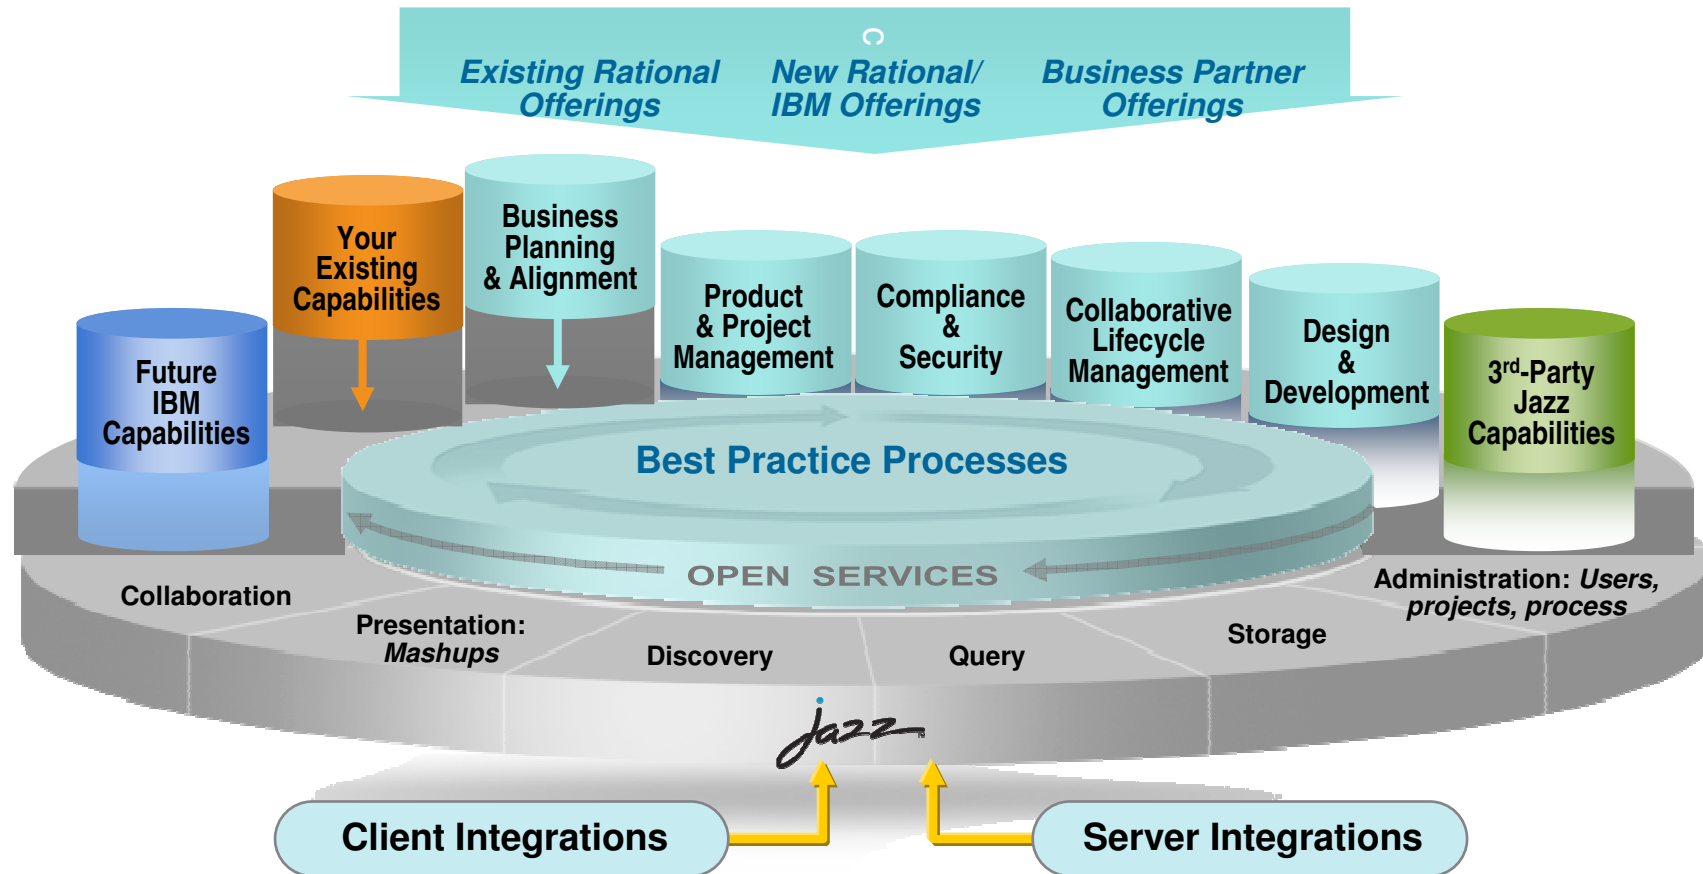 C
Existing Rational
Offerings
New Rational/
IBM Offerings
Business Partner
Offerings
Future
IBM
Capabilities
Your
Existing
Capabilities
Business
Planning
& Alignment
Product
& Project
Management
Compliance
&
Security
Collaborative
Lifecycle
Management
Design
&
Development
3rd-Party
Jazz
Capabilities
Best Practice Processes
OPEN SERVICES
Collaboration
Presentation:
Mashups
Discovery
Query
Storage
Administration: Users,
projects, process
jazz
Client Integrations
Server Integrations